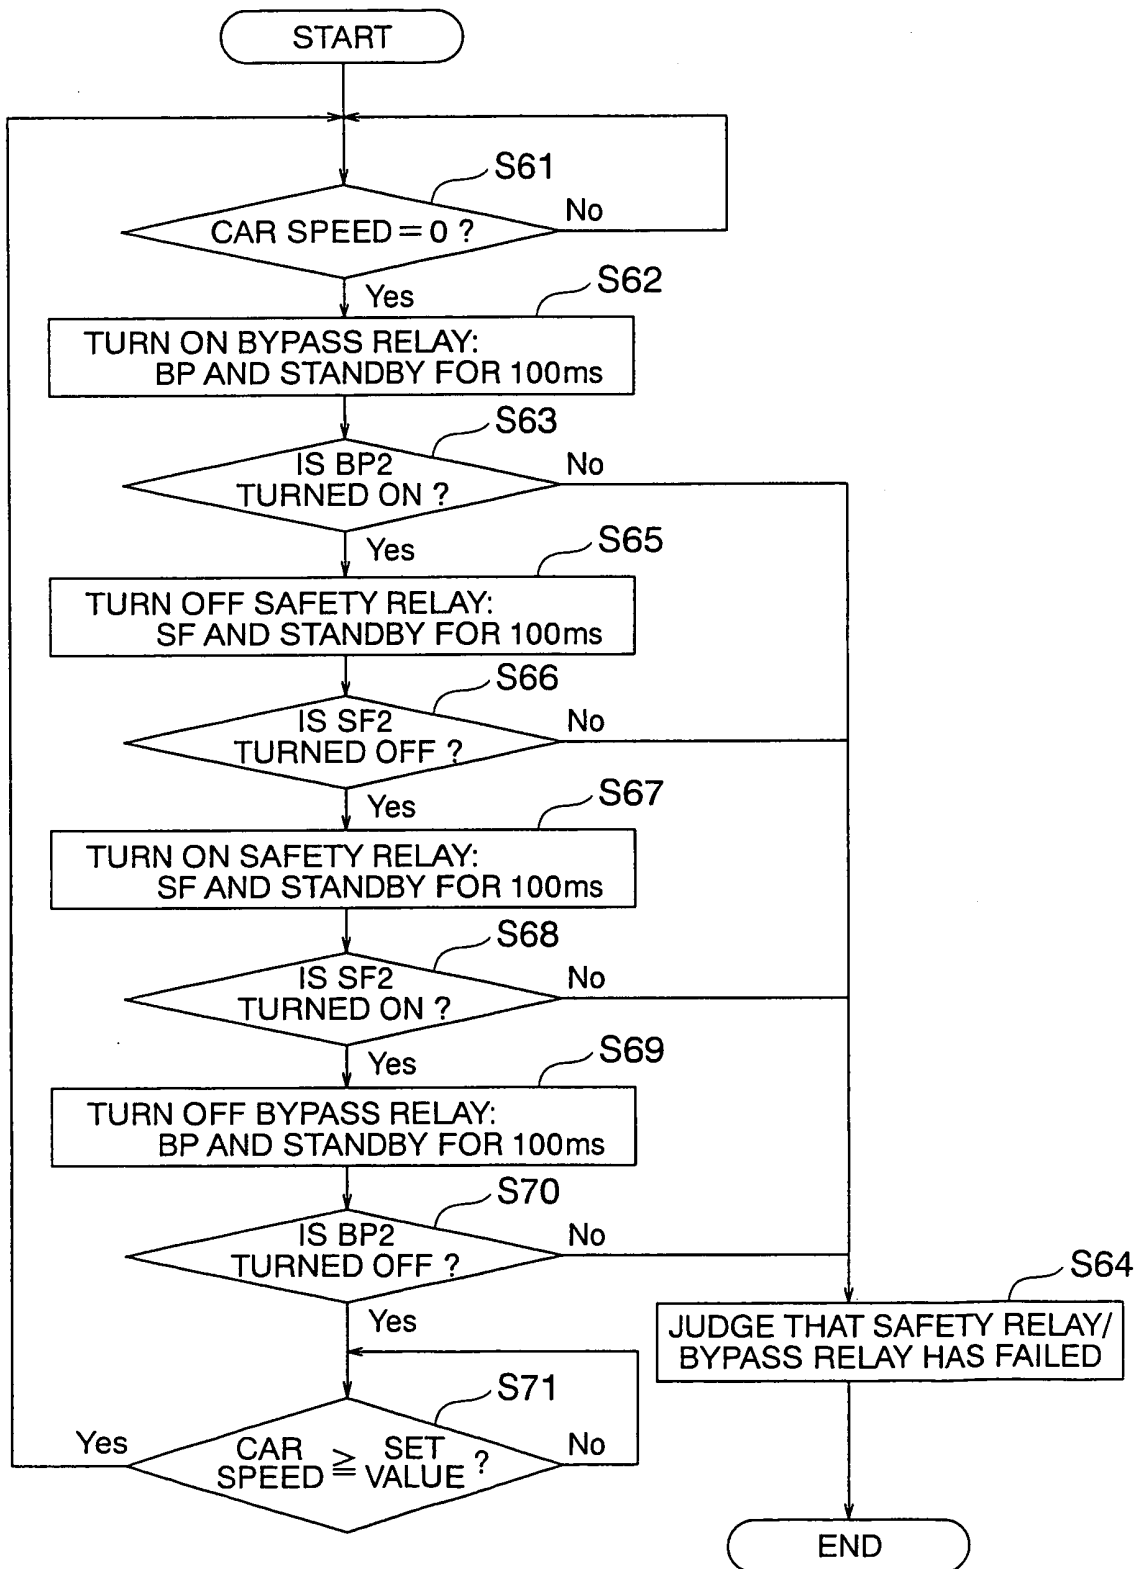 START
S61
CAR SPEED=0 ?
No
Yes
S62
TURN ON BYPASS RELAY:
BP AND STANDBY FOR 100ms
S63
IS BP2
TURNED ON ?
No
Yes
S65
TURN OFF SAFETY RELAY:
SF AND STANDBY FOR 100ms
S66
IS SF2
TURNED OFF ?
No
Yes
S67
TURN ON SAFETY RELAY:
SF AND STANDBY FOR 100ms
S68
IS SF2
TURNED ON ?
No
Yes
S69
TURN OFF BYPASS RELAY:
BP AND STANDBY FOR 100ms
S70
IS BP2
TURNED OFF ?
No
Yes
S64
JUDGE THAT SAFETY RELAY/
BYPASS RELAY HAS FAILED
S71
CAR SPEED ≧ SET VALUE ?
Yes
No
END